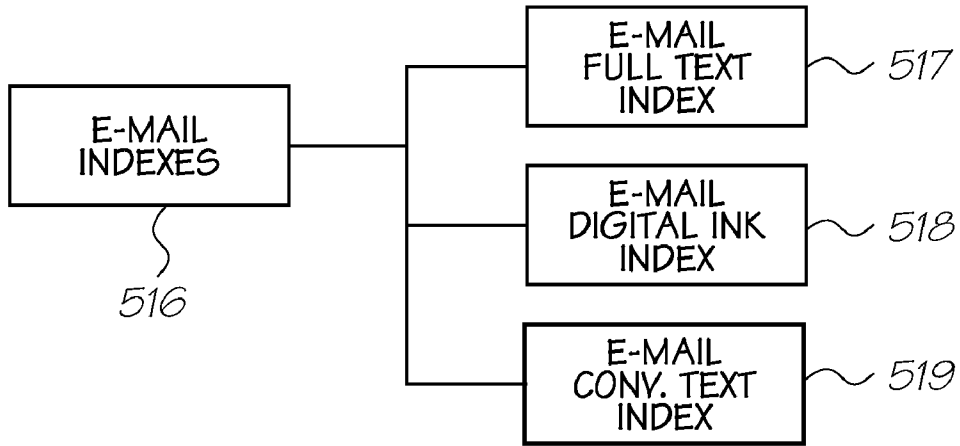 E-MAIL
FULL TEXT
INDEX
517
E-MAIL
INDEXES
516
E-MAIL
DIGITAL INK
INDEX
518
E-MAIL
CONV. TEXT
INDEX
519